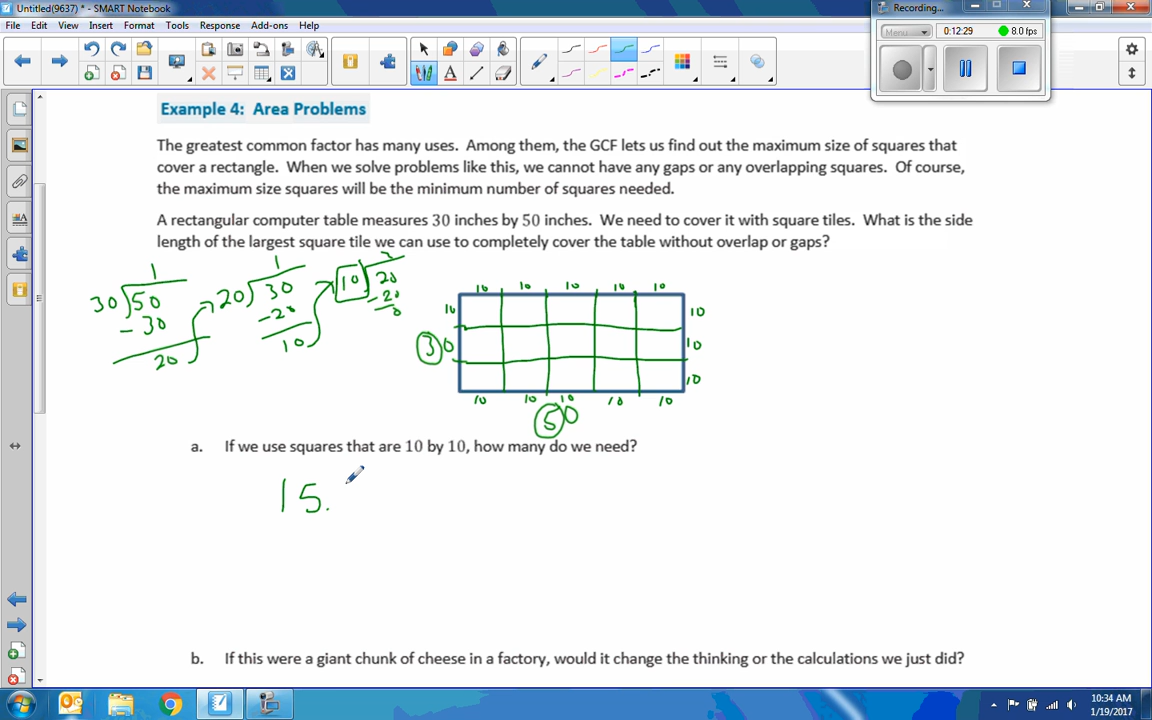 Untitled(9637) * - SMART Notebook
File Edit View Insert Format Tools Response Add-ons Help
Recording...
Menu
0:12:29
8.0 fps
Example 4: Area Problems
The greatest common factor has many uses. Among them, the GCF lets us find out the maximum size of squares that
cover a rectangle. When we solve problems like this, we cannot have any gaps or any overlapping squares. Of course,
the maximum size squares will be the minimum number of squares needed.
A rectangular computer table measures 30 inches by 50 inches. We need to cover it with square tiles. What is the side
length of the largest square tile we can use to completely cover the table without overlap or gaps?
1
30 50
- 30
20
1
20 30
- 20
10
2
10 20
- 20
0
10 10 10 10 10
10 10
30 10
10
10 10 10 10 10
50
a. If we use squares that are 10 by 10, how many do we need?
15.
b. If this were a giant chunk of cheese in a factory, would it change the thinking or the calculations we just did?
10:34 AM
1/19/2017